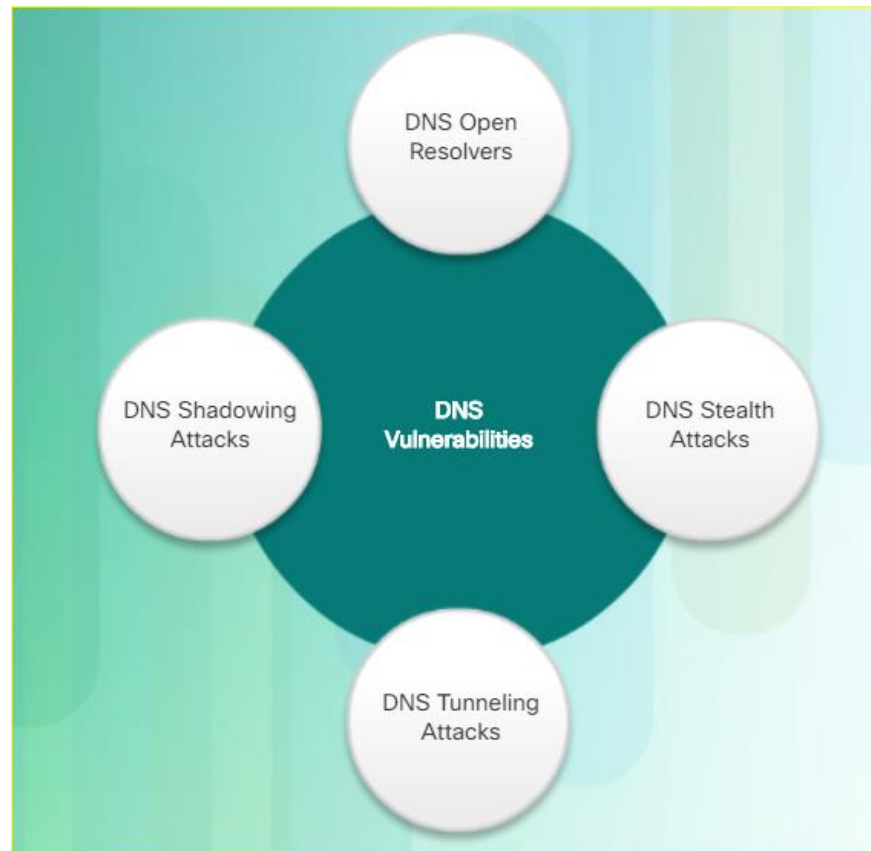 DNS Open
Resolvers
DNS Shadowing
Attacks
DNS
Vulnerabilities
DNS Stealth
Attacks
DNS Tunneling
Attacks